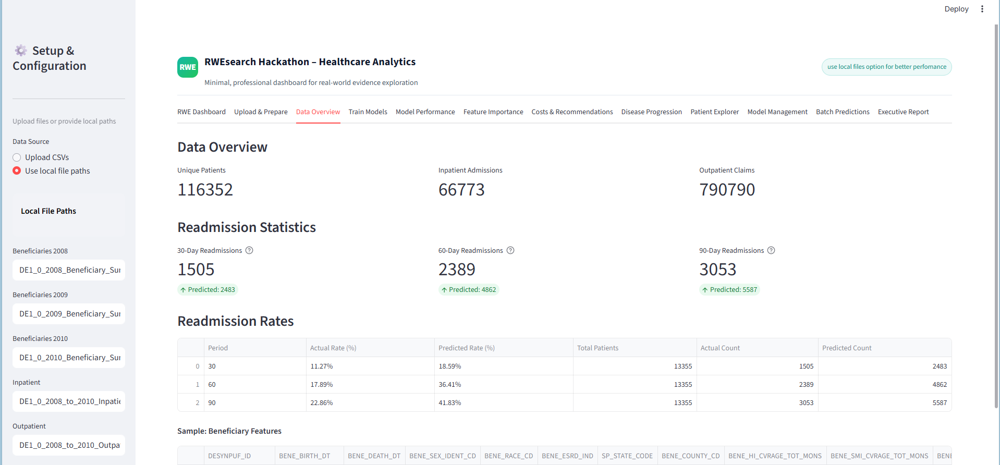 Deploy
Setup &
Configuration
Upload files or provide local paths
Data Source
Upload CSVs
Use local file paths
Local File Paths
Beneficiaries 2008
DE1_0_2008_Beneficiary_Sur
Beneficiaries 2009
DE1_0_2009_Beneficiary_Sur
Beneficiaries 2010
DE1_0_2010_Beneficiary_Sur
Inpatient
DE1_0_2008_to_2010_Inpatie
Outpatient
DE1_0_2008_to_2010_Outpa
RWE
RWEsearch Hackathon – Healthcare Analytics
Minimal, professional dashboard for real-world evidence exploration
use local files option for better perfomance
RWE Dashboard Upload & Prepare Data Overview Train Models Model Performance Feature Importance Costs & Recommendations Disease Progression Patient Explorer Model Management Batch Predictions Executive Report
Data Overview
Unique Patients Inpatient Admissions Outpatient Claims
116352 66773 790790
Readmission Statistics
30-Day Readmissions 60-Day Readmissions 90-Day Readmissions
1505 2389 3053
↑ Predicted: 2483 ↑ Predicted: 4862 ↑ Predicted: 5587
Readmission Rates
Period Actual Rate (%) Predicted Rate (%) Total Patients Actual Count Predicted Count
0 30 11.27% 18.59% 13355 1505 2483
1 60 17.89% 36.41% 13355 2389 4862
2 90 22.86% 41.83% 13355 3053 5587
Sample: Beneficiary Features
DESYNPUF_ID BENE_BIRTH_DT BENE_DEATH_DT BENE_SEX_IDENT_CD BENE_RACE_CD BENE_ESRD_IND SP_STATE_CODE BENE_COUNTY_CD BENE_HI_CVRAGE_TOT_MONS BENE_SMI_CVRAGE_TOT_MONS BENE